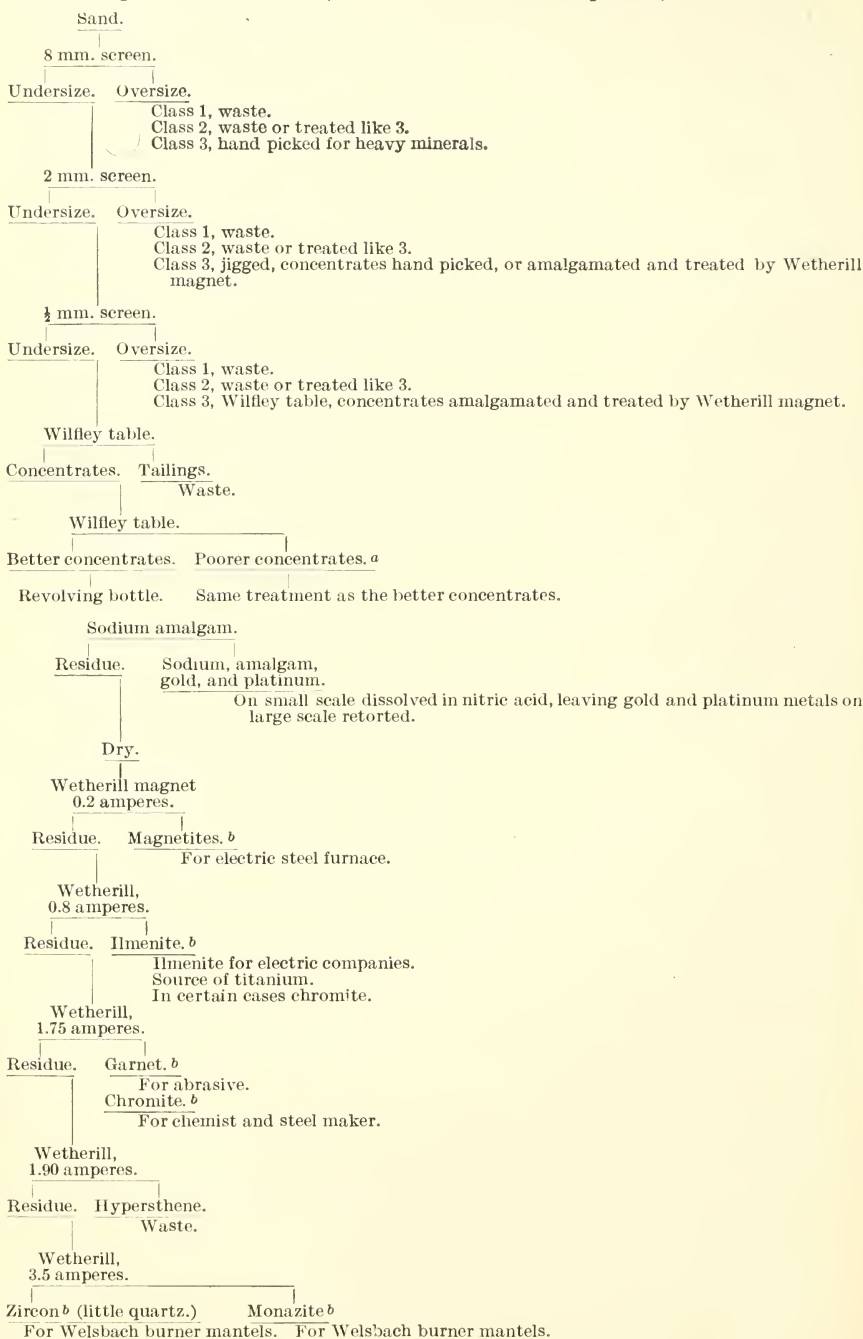 Sand.
8 mm. screen.
Undersize. Oversize.
Class 1, waste.
Class 2, waste or treated like 3.
Class 3, hand picked for heavy minerals.
2 mm. screen.
Undersize. Oversize.
Class 1, waste.
Class 2, waste or treated like 3.
Class 3, jigged, concentrates hand picked, or amalgamated and treated by Wetherill
magnet.
½ mm. screen.
Undersize. Oversize.
Class 1, waste.
Class 2, waste or treated like 3.
Class 3, Wilfley table, concentrates amalgamated and treated by Wetherill magnet.
Wilfley table.
Concentrates. Tailings.
Waste.
Wilfley table.
Better concentrates. Poorer concentrates. a
Revolving bottle. Same treatment as the better concentrates.
Sodium amalgam.
Residue. Sodium, amalgam,
gold, and platinum.
On small scale dissolved in nitric acid, leaving gold and platinum metals on
large scale retorted.
Dry.
Wetherill magnet
0.2 amperes.
Residue. Magnetites. b
For electric steel furnace.
Wetherill,
0.8 amperes.
Residue. Ilmenite. b
Ilmenite for electric companies.
Source of titanium.
In certain cases chromite.
Wetherill,
1.75 amperes.
Residue. Garnet. b
For abrasive.
Chromite. b
For chemist and steel maker.
Wetherill,
1.90 amperes.
Residue. Hypersthene.
Waste.
Wetherill,
3.5 amperes.
Zircon b (little quartz.) Monazite b
For Welsbach burner mantels. For Welsbach burner mantels.